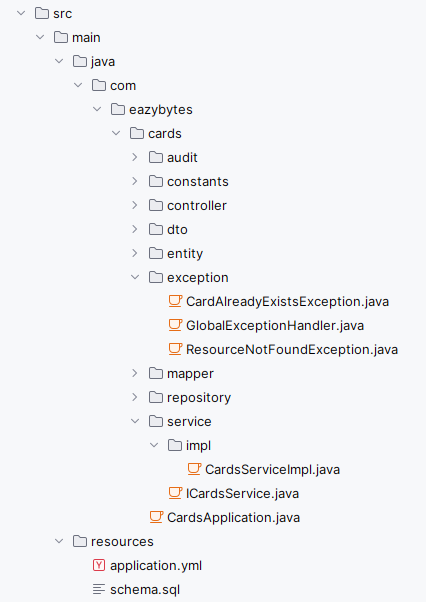 src
main
java
com
eazybytes
cards
audit
constants
controller
dto
entity
exception
CardAlreadyExistsException.java
GlobalExceptionHandler.java
ResourceNotFoundException.java
mapper
repository
service
impl
CardsServiceImpl.java
ICardsService.java
CardsApplication.java
resources
Y application.yml
schema.sql